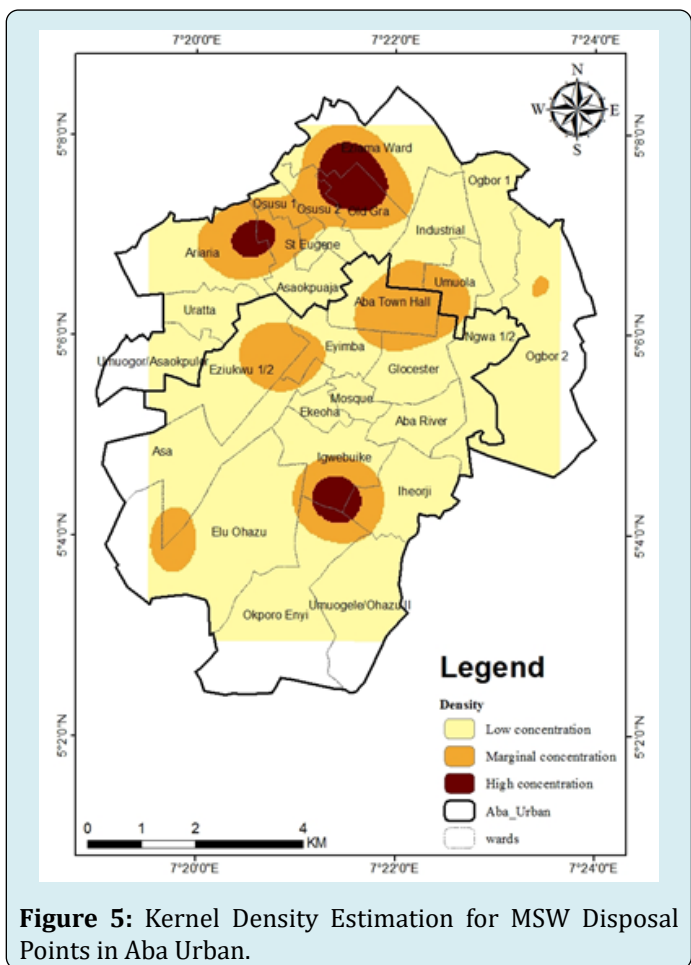 7°20'0"E 7°22'0"E 7°24'0"E
N
W E
S
5°8'0"N 5°8'0"N
Ward
Ogbor 1
Osusu 1
Osusu 2 Old Gra
Industrial
Ariaria St Eugene
Asaokpuaja
Umuola
Aba Town Hall
Uratta
5°6'0"N 5°6'0"N
Eyimba Ngwa 1/2
Ogbor 2
Eziukwu 1/2
Glocester
Mosque
Ekeoha
Aba River
Asa
Igwebuike
Iheorji
5°4'0"N 5°4'0"N
Elu Ohazu
Okporo Enyi
Umuogele/Ohazu II
Legend
Density
Low concentration
Marginal concentration
High concentration
Aba_Urban
wards
5°2'0"N 5°2'0"N
0 1 2 4
KM
7°20'0"E 7°22'0"E 7°24'0"E
Figure 5: Kernel Density Estimation for MSW Disposal
Points in Aba Urban.